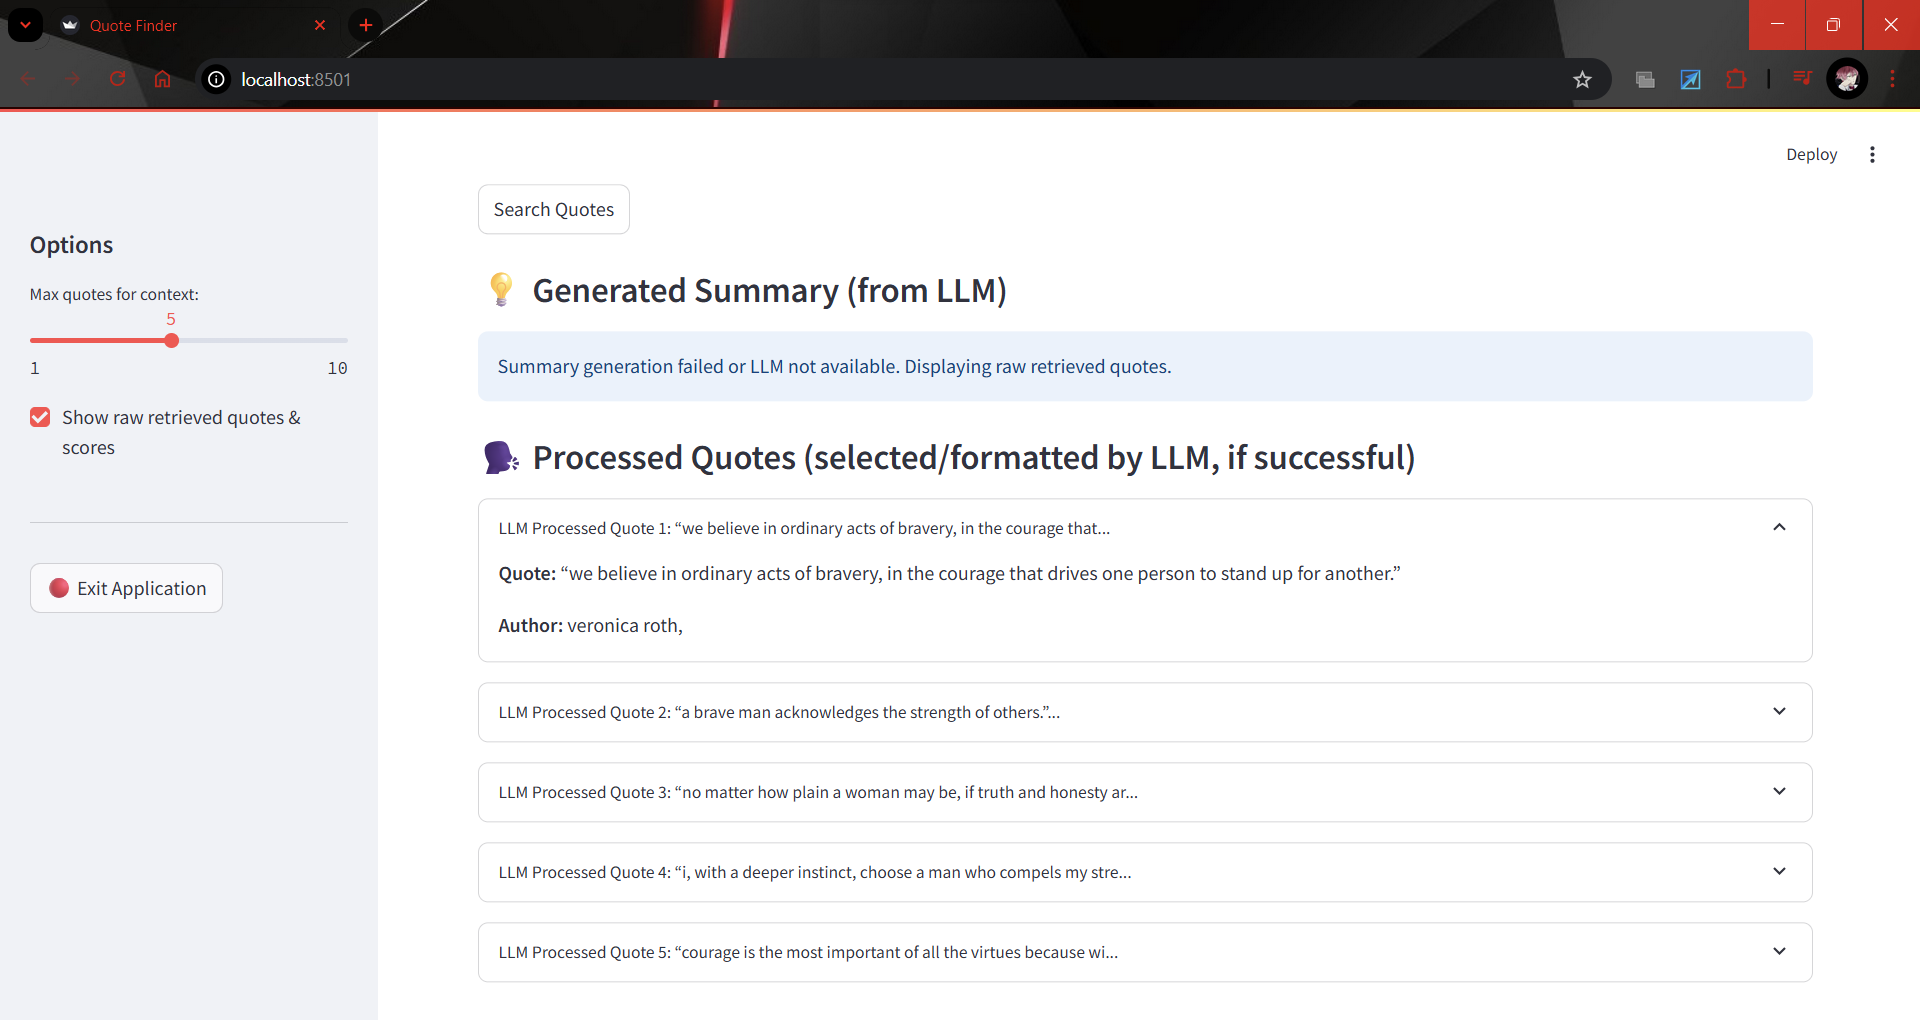 Quote Finder
localhost:8501
Deploy
Options
Max quotes for context:
5
1
10
Show raw retrieved quotes &
scores
Exit Application
Search Quotes
💡 Generated Summary (from LLM)
Summary generation failed or LLM not available. Displaying raw retrieved quotes.
🗣️ Processed Quotes (selected/formatted by LLM, if successful)
LLM Processed Quote 1: “we believe in ordinary acts of bravery, in the courage that...
Quote: “we believe in ordinary acts of bravery, in the courage that drives one person to stand up for another.”
Author: veronica roth,
LLM Processed Quote 2: “a brave man acknowledges the strength of others.”...
LLM Processed Quote 3: “no matter how plain a woman may be, if truth and honesty ar...
LLM Processed Quote 4: “i, with a deeper instinct, choose a man who compels my stre...
LLM Processed Quote 5: “courage is the most important of all the virtues because wi...